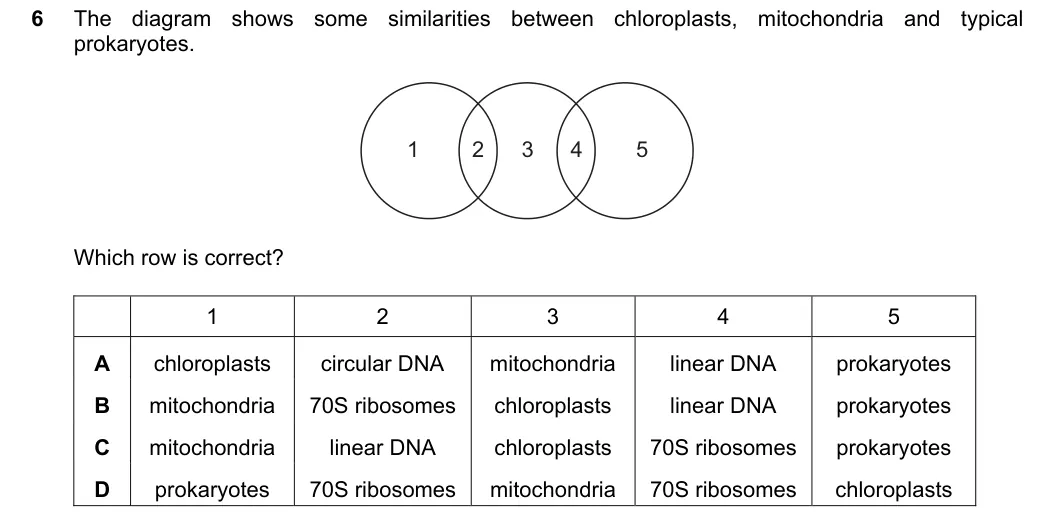 6 The diagram shows some similarities between chloroplasts, mitochondria and typical
prokaryotes.
1 2 3 4 5
Which row is correct?
1 2 3 4 5
A chloroplasts circular DNA mitochondria linear DNA prokaryotes
B mitochondria 70S ribosomes chloroplasts linear DNA prokaryotes
C mitochondria linear DNA chloroplasts 70S ribosomes prokaryotes
D prokaryotes 70S ribosomes mitochondria 70S ribosomes chloroplasts